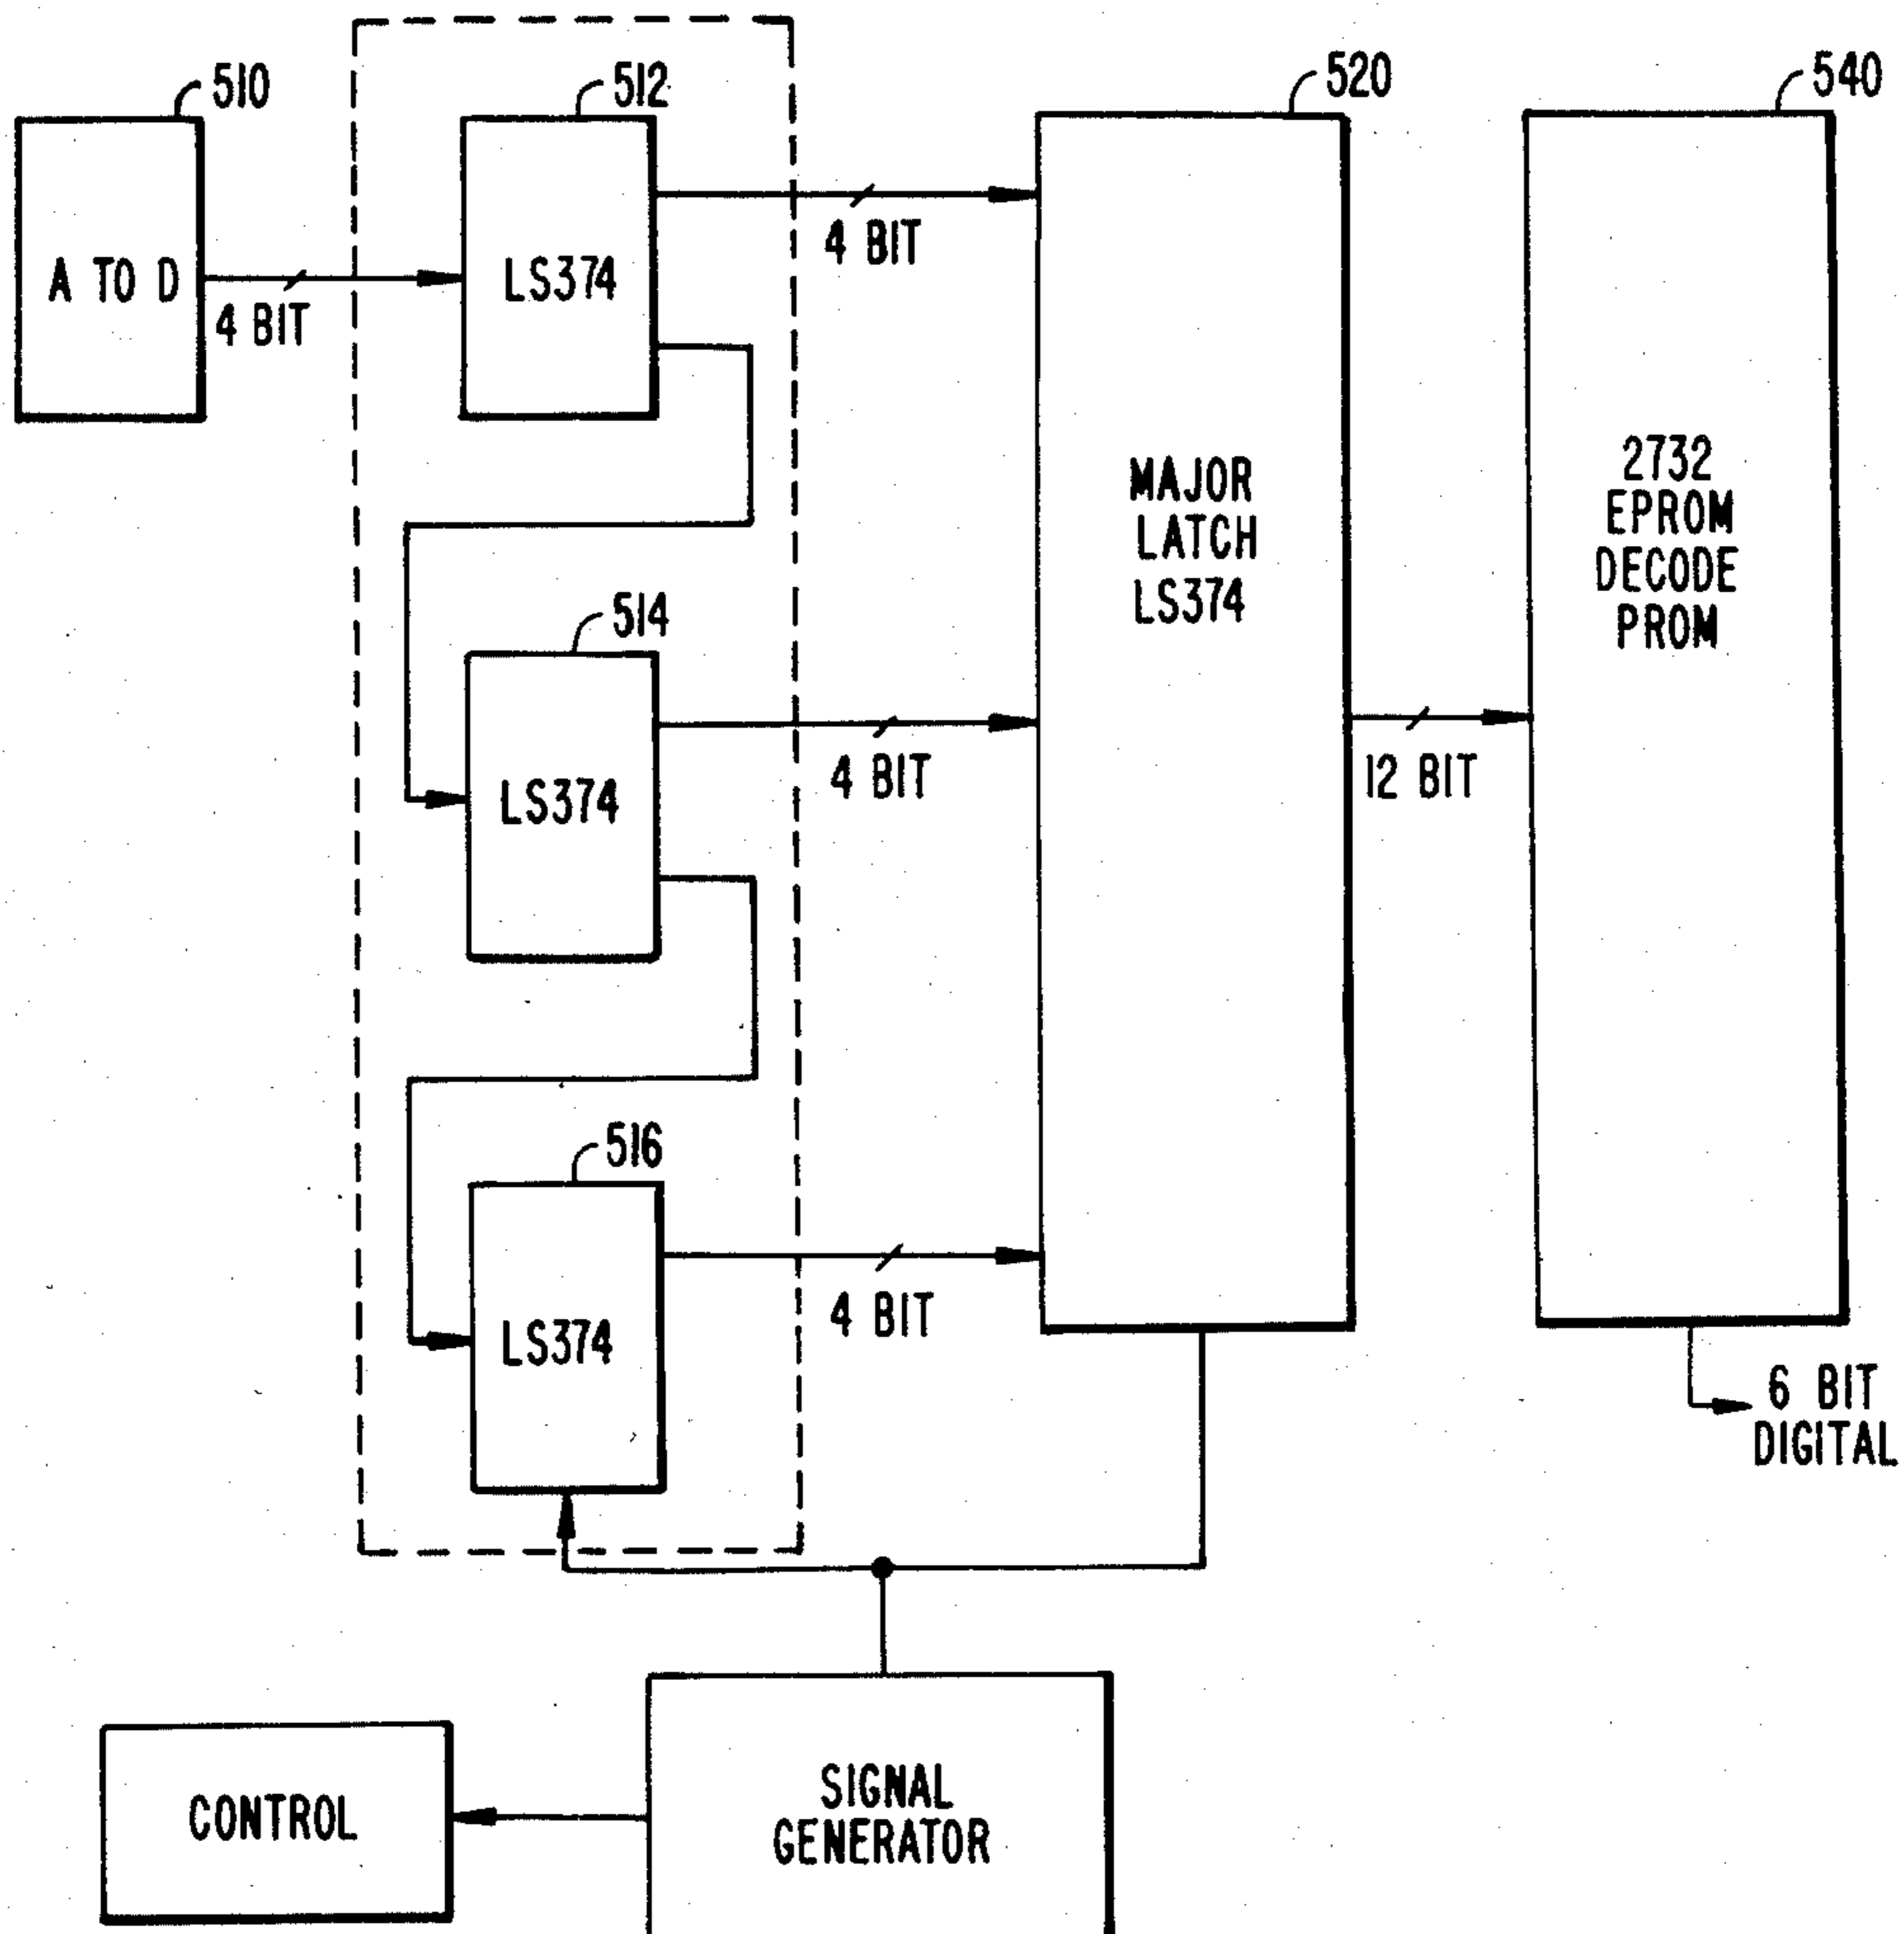 510
512
520
540
A TO D
4 BIT
LS374
4 BIT
MAJOR
LATCH
LS374
2732
EPROM
DECODE
PROM
514
LS374
4 BIT
12 BIT
516
LS374
4 BIT
6 BIT
DIGITAL
CONTROL
SIGNAL
GENERATOR